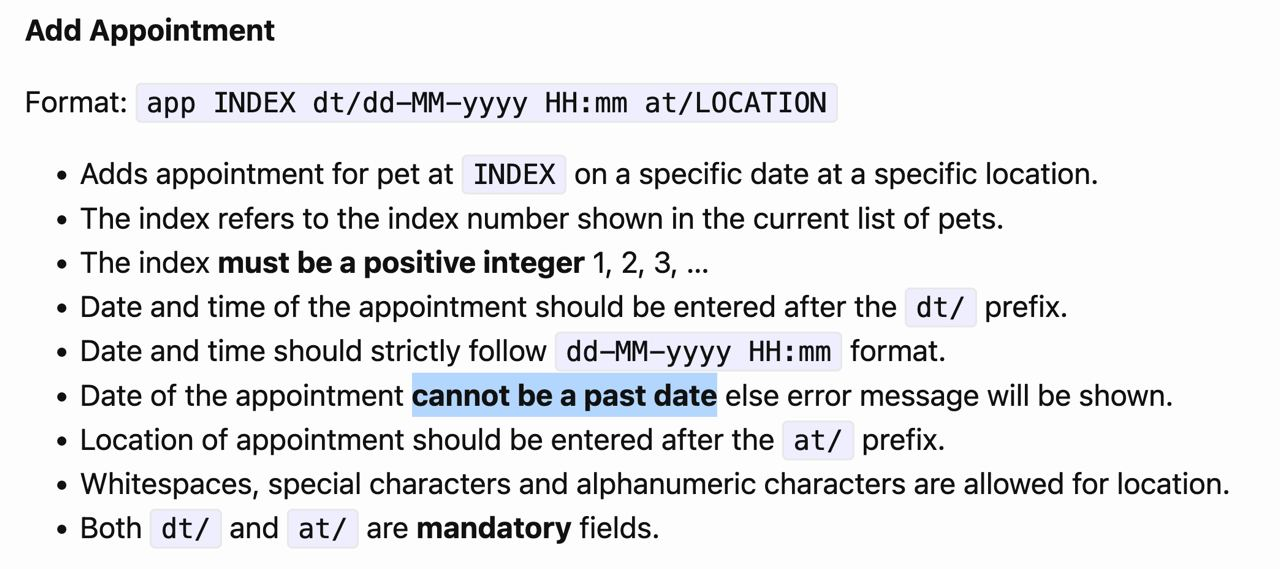 Add Appointment
Format: app INDEX dt/dd-MM-yyyy HH:mm at/LOCATION
• Adds appointment for pet at INDEX on a specific date at a specific location.
• The index refers to the index number shown in the current list of pets.
• The index must be a positive integer 1, 2, 3, ...
• Date and time of the appointment should be entered after the dt/ prefix.
• Date and time should strictly follow dd-MM-yyyy HH:mm format.
• Date of the appointment cannot be a past date else error message will be shown.
• Location of appointment should be entered after the at/ prefix.
• Whitespaces, special characters and alphanumeric characters are allowed for location.
• Both dt/ and at/ are mandatory fields.